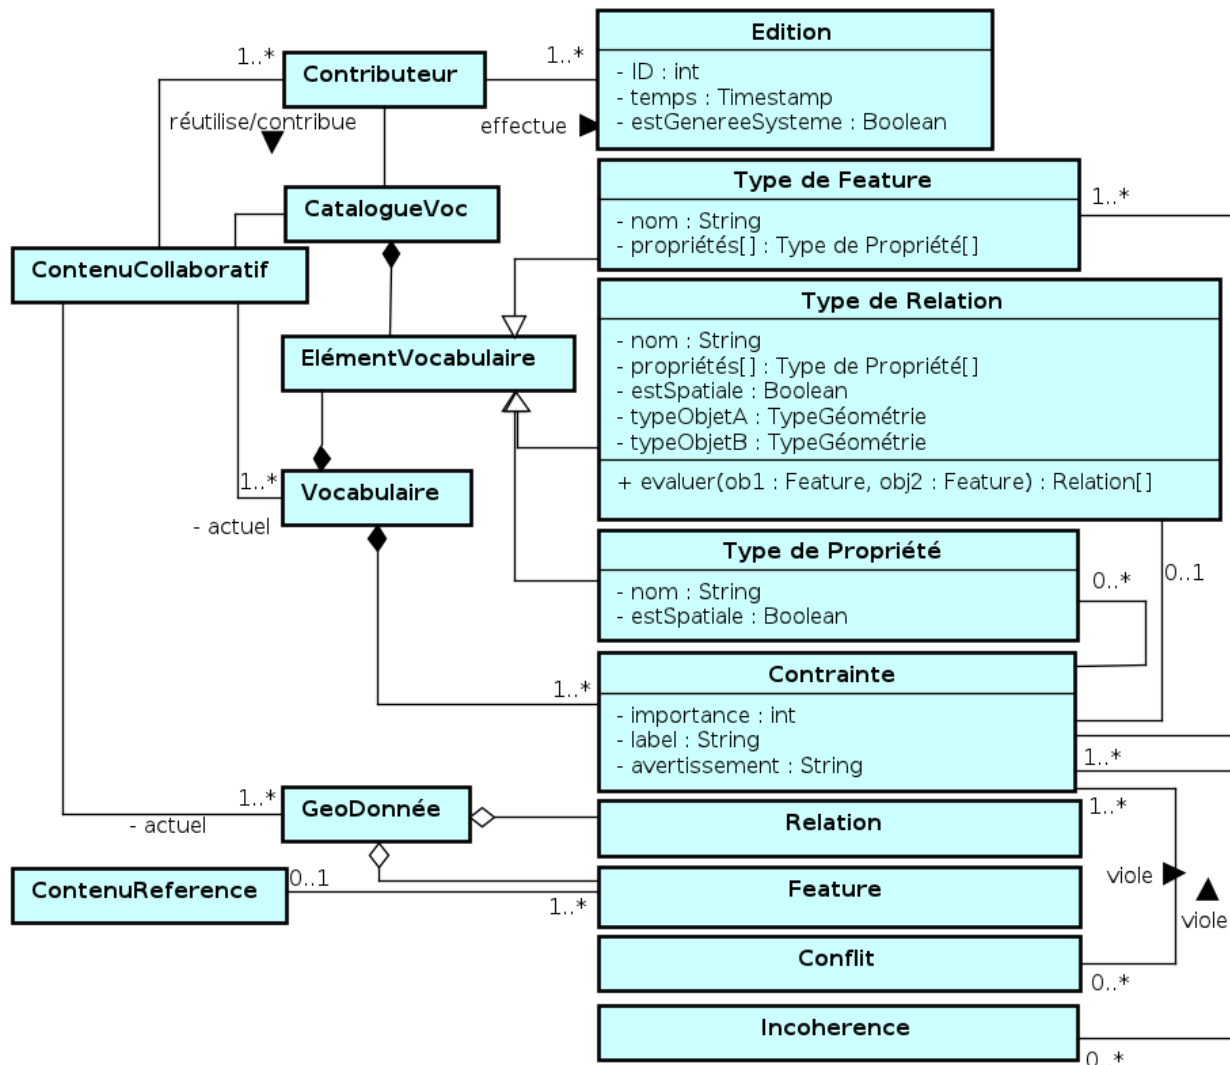 Edition
- ID : int
- temps : Timestamp
- estGenereeSysteme : Boolean
1..*
Contributeur
1..*
réutilise/contribue
effectue
Type de Feature
- nom : String
- propriétés[] : Type de Propriété[]
1..*
CatalogueVoc
ContenuCollaboratif
Type de Relation
- nom : String
- propriétés[] : Type de Propriété[]
- estSpatiale : Boolean
- typeObjetA : TypeGéométrie
- typeObjetB : TypeGéométrie
+ evaluer(ob1 : Feature, obj2 : Feature) : Relation[]
ElémentVocabulaire
1..*
Vocabulaire
- actuel
Type de Propriété
- nom : String
- estSpatiale : Boolean
0..*
0..1
Contrainte
- importance : int
- label : String
- avertissement : String
1..*
1..*
1..*
GeoDonnée
- actuel
1..*
Relation
1..*
ContenuReference
0..1
Feature
1..*
viole
viole
Conflit
0..*
Incoherence
0..*